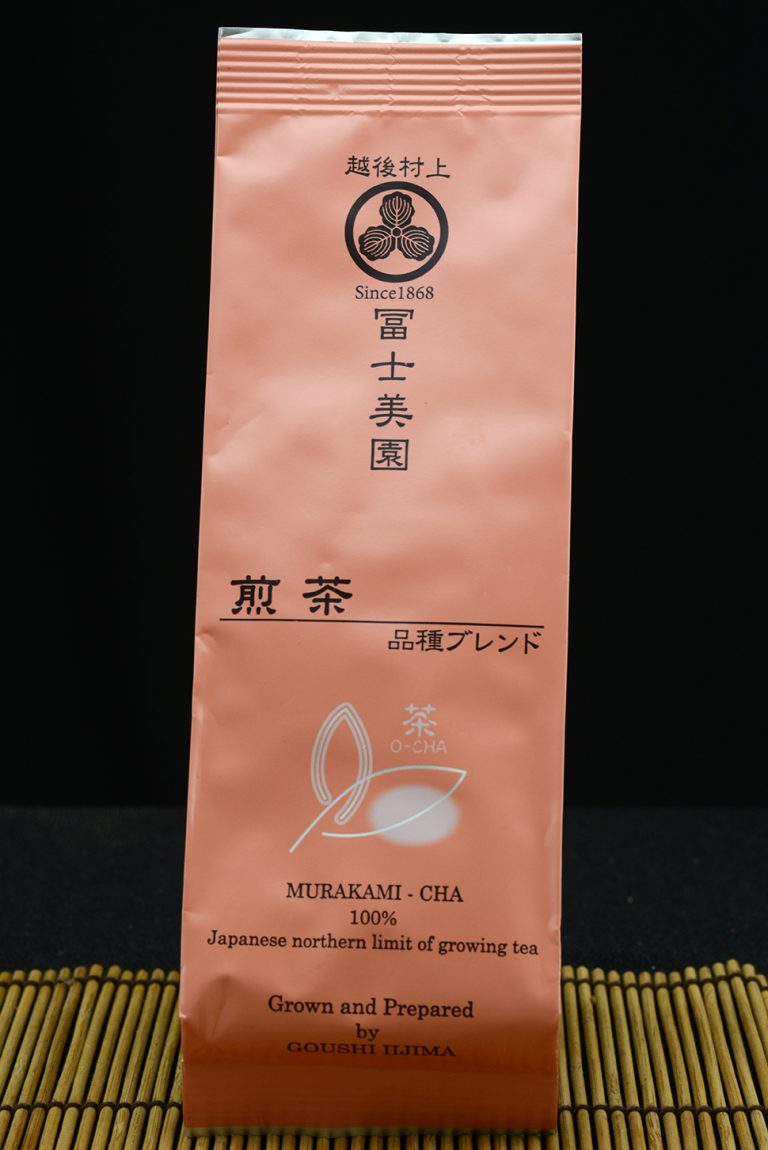 越後村上
Since1868
冨士美園
煎茶
品種ブレンド
茶
O-CHA
MURAKAMI - CHA
100%
Japanese northern limit of growing tea
Grown and Prepared
by
GOUSHI IIJIMA